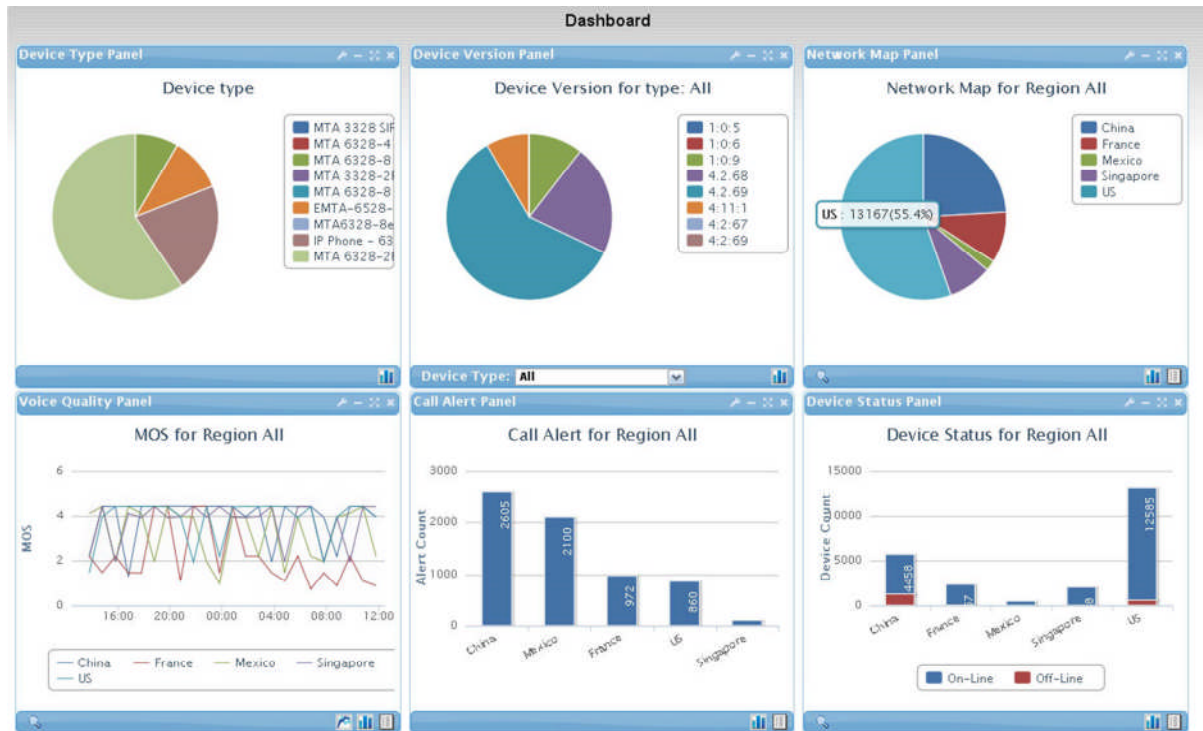 Dashboard
Device Type Panel
Device type
MTA 3328 SIP
MTA 6328-4
MTA 6328-8
MTA 3328-2
MTA 6328-8
EMTA-6528-
MTA6328-8e
IP Phone - 63
MTA 6328-2
Device Version Panel
Device Version for type: All
1:0:5
1:0:6
1:0:9
4.2.68
4.2.69
4:11:1
4:2:67
4:2:69
Device Type: All
Network Map Panel
Network Map for Region All
US : 13167(55.4%)
China
France
Mexico
Singapore
US
Voice Quality Panel
MOS for Region All
MOS
6
4
2
0
16:00 20:00 00:00 04:00 08:00 12:00
China France Mexico Singapore
US
Call Alert Panel
Call Alert for Region All
Alert Count
3000
2000
1000
0
2605
2100
972
860
China Mexico France US Singapore
Device Status Panel
Device Status for Region All
Device Count
15000
10000
5000
0
4458
7
8
12585
China France Mexico Singapore US
On-Line Off-Line